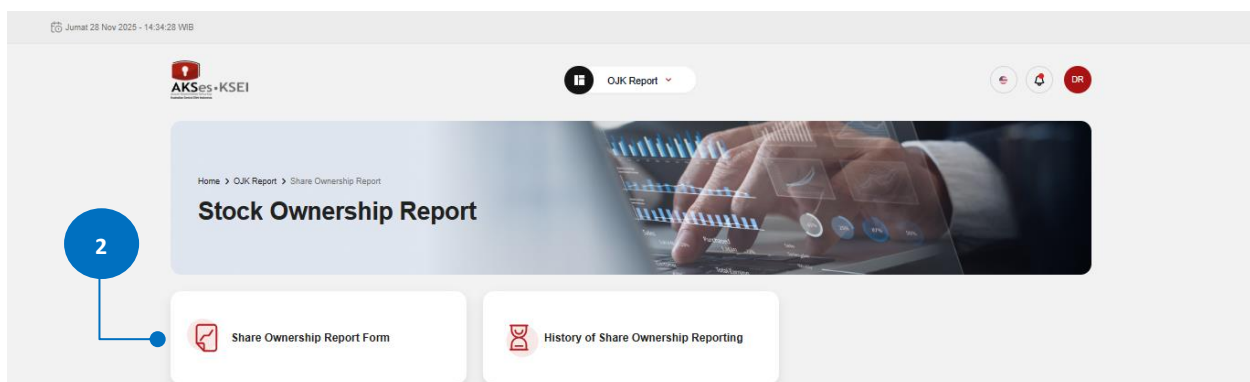 Jumat 28 Nov 2025 - 14:34:28 WIB
AKSes-KSEI
OJK Report
DR
Home > OJK Report > Share Ownership Report
Stock Ownership Report
2
Share Ownership Report Form
History of Share Ownership Reporting